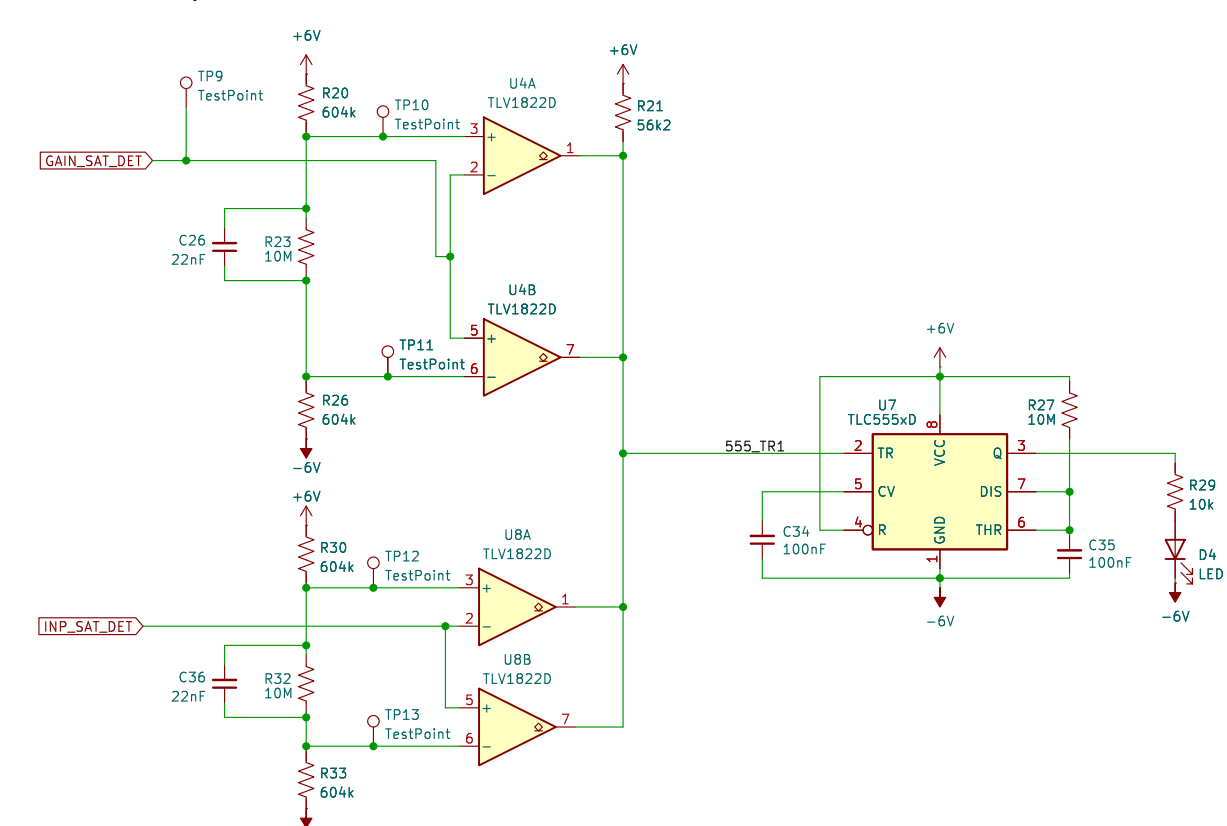 +6V
TP9
TestPoint
R20
604k
TP10
TestPoint
U4A
TLV1822D
3
+
2
−
1
+6V
R21
56k2
GAIN_SAT_DET
C26
22nF
R23
10M
U4B
TLV1822D
5
+
6
−
7
TP11
TestPoint
R26
604k
−6V
+6V
R30
604k
TP12
TestPoint
U8A
TLV1822D
3
+
2
−
1
INP_SAT_DET
C36
22nF
R32
10M
U8B
TLV1822D
5
+
6
−
7
TP13
TestPoint
R33
604k
555_TR1
+6V
U7
TLC555xD
8
VCC
2
TR
5
CV
4
R
GND
1
Q
3
DIS
7
THR
6
R27
10M
C34
100nF
C35
100nF
−6V
R29
10k
D4
LED
−6V